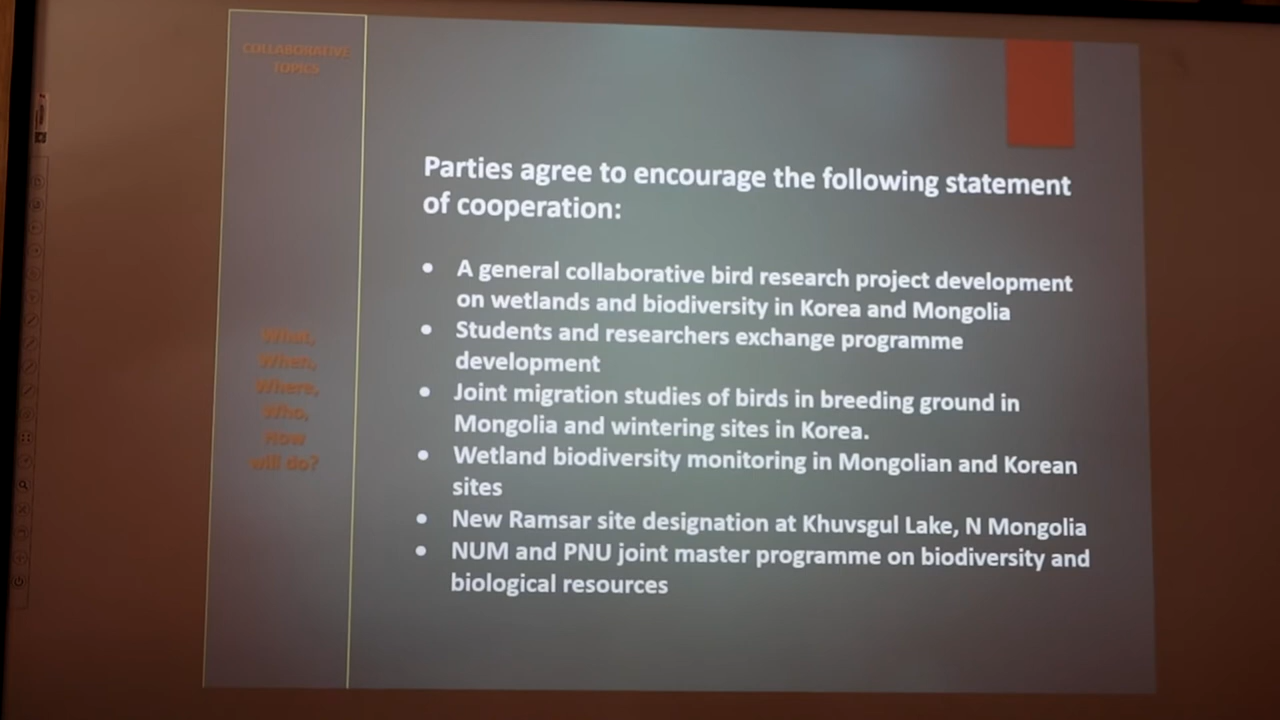 COLLABORATIVE
TOPICS
What,
When,
Where,
Who,
How
will do?
Parties agree to encourage the following statement
of cooperation:
• A general collaborative bird research project development
on wetlands and biodiversity in Korea and Mongolia
• Students and researchers exchange programme
development
• Joint migration studies of birds in breeding ground in
Mongolia and wintering sites in Korea.
• Wetland biodiversity monitoring in Mongolian and Korean
sites
• New Ramsar site designation at Khuvsgul Lake, N Mongolia
• NUM and PNU joint master programme on biodiversity and
biological resources